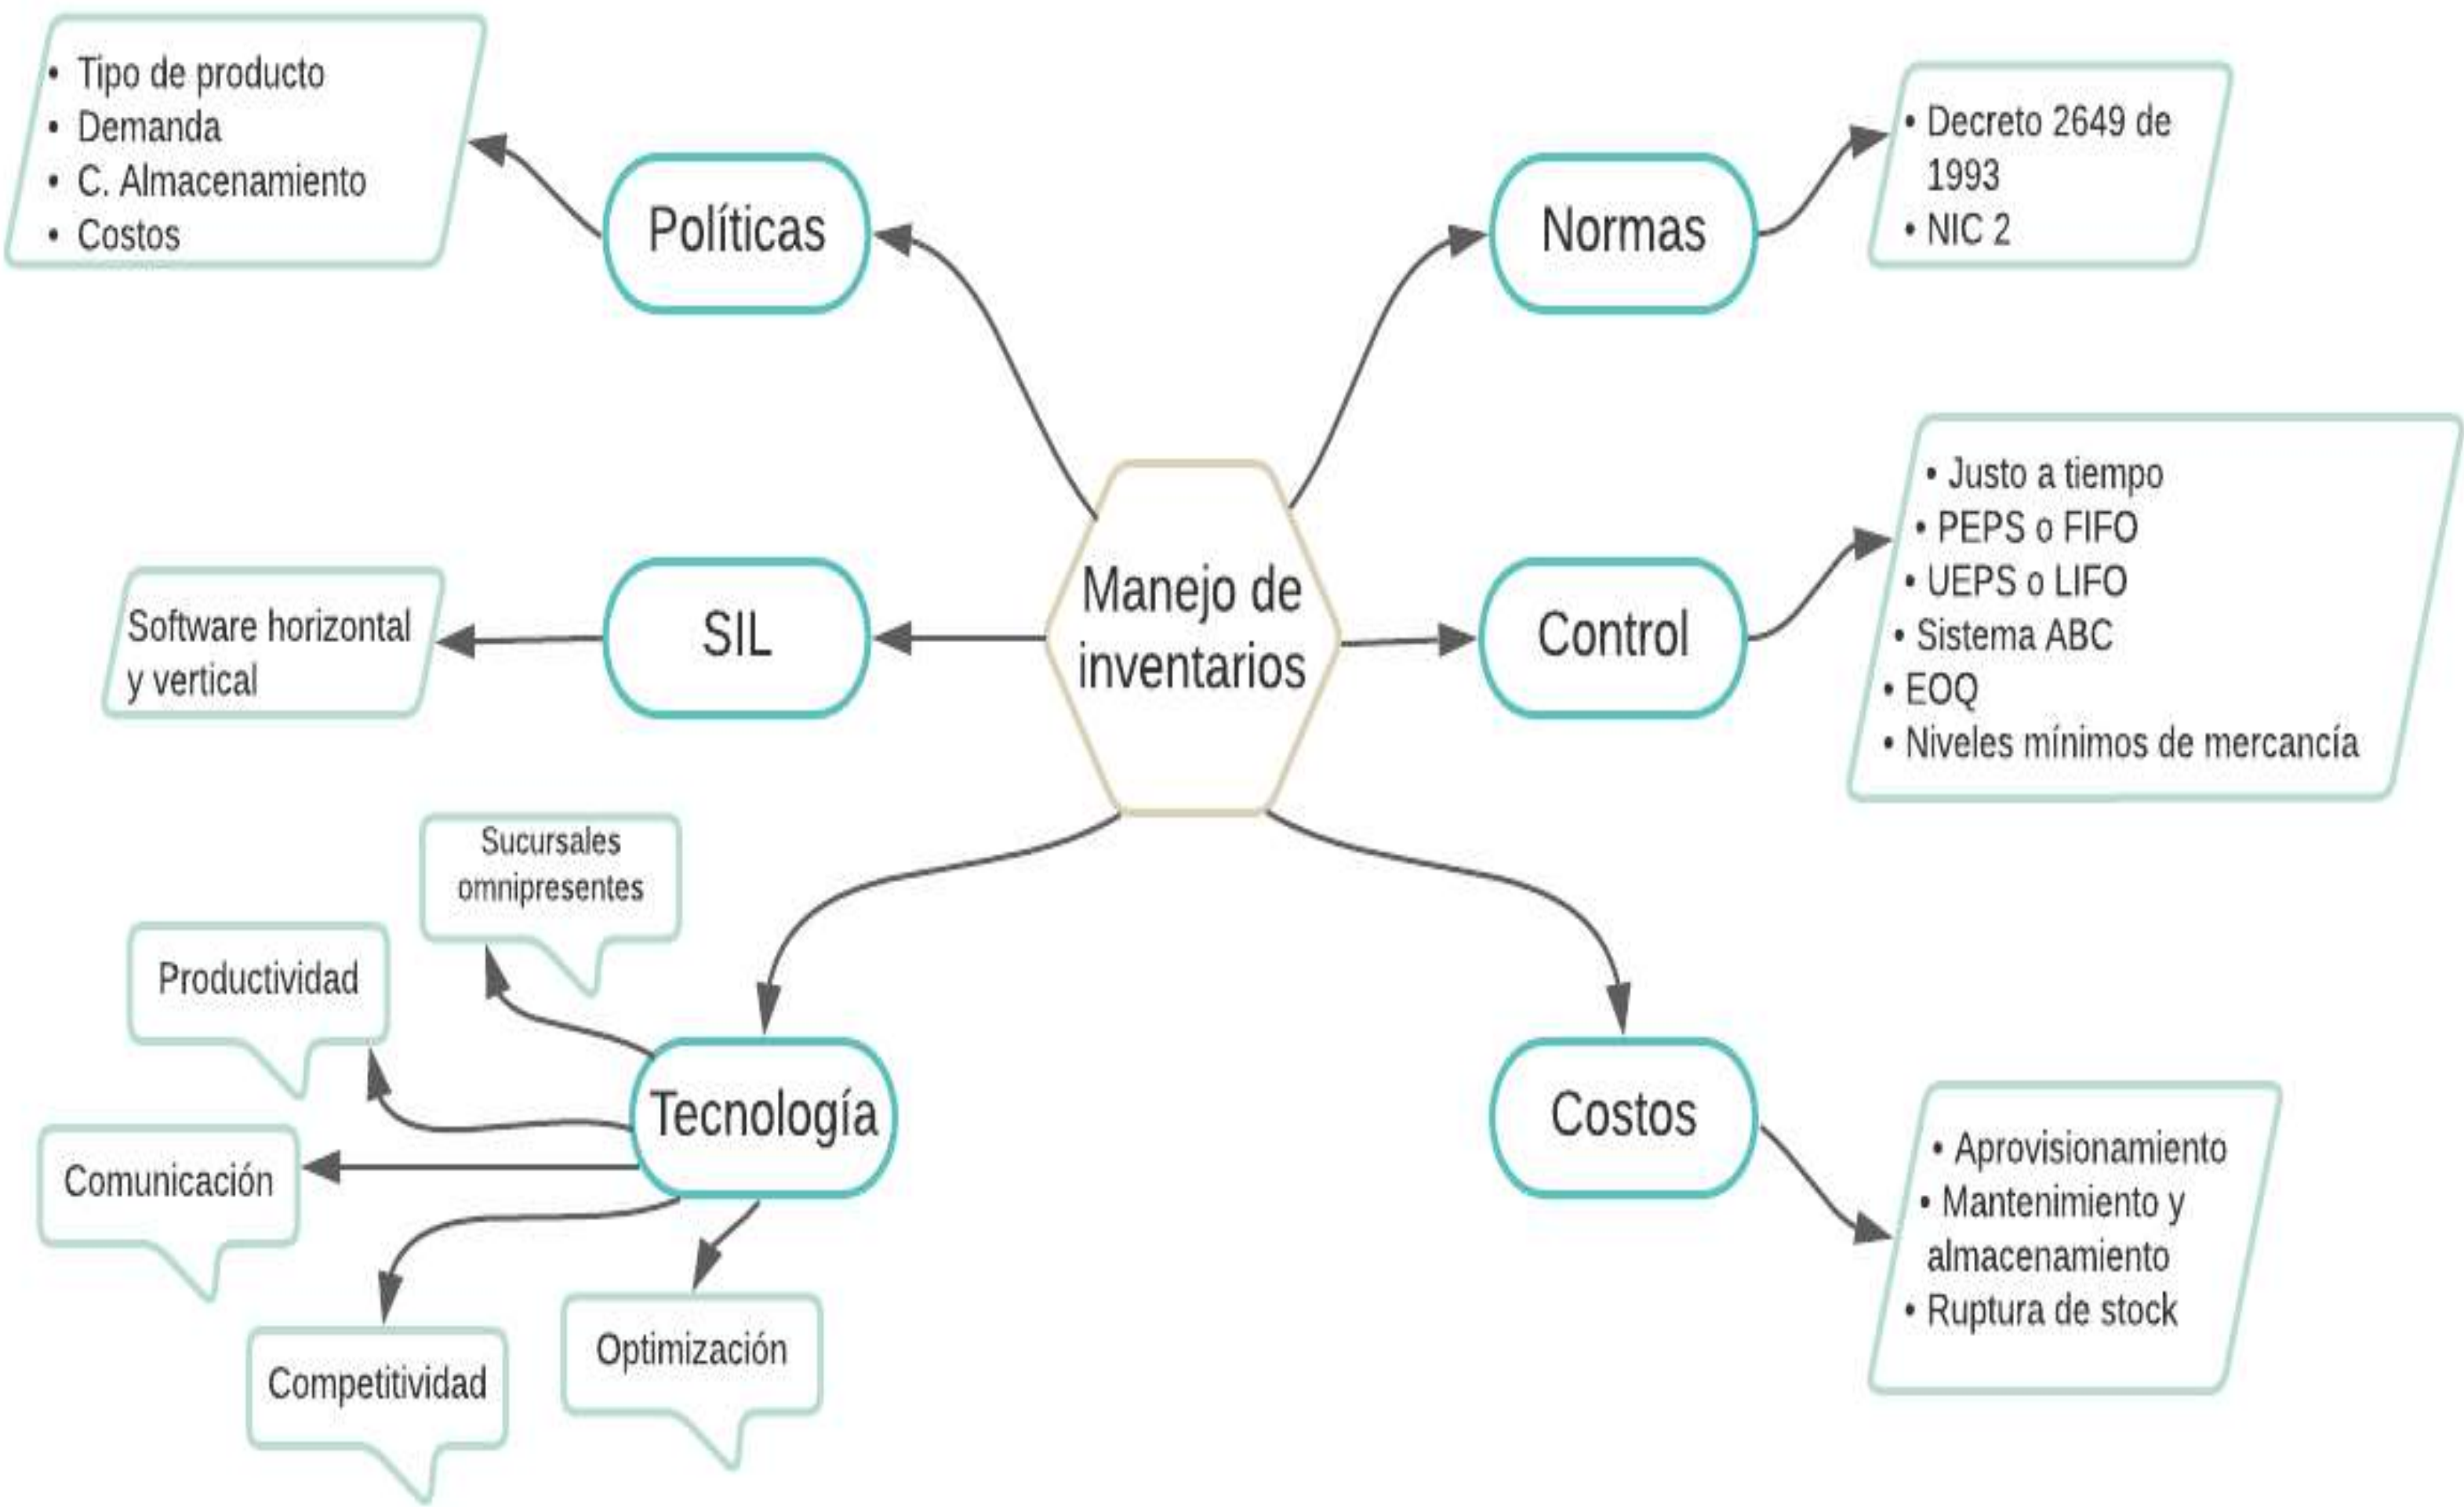 • Tipo de producto
• Demanda
• C. Almacenamiento
• Costos
Políticas
Normas
• Decreto 2649 de
1993
• NIC 2
Software horizontal
y vertical
SIL
Manejo de
inventarios
Control
• Justo a tiempo
• PEPS o FIFO
• UEPS o LIFO
• Sistema ABC
• EOQ
• Niveles mínimos de mercancía
Sucursales
omnipresentes
Productividad
Comunicación
Competitividad
Optimización
Tecnología
Costos
• Aprovisionamiento
• Mantenimiento y
almacenamiento
• Ruptura de stock